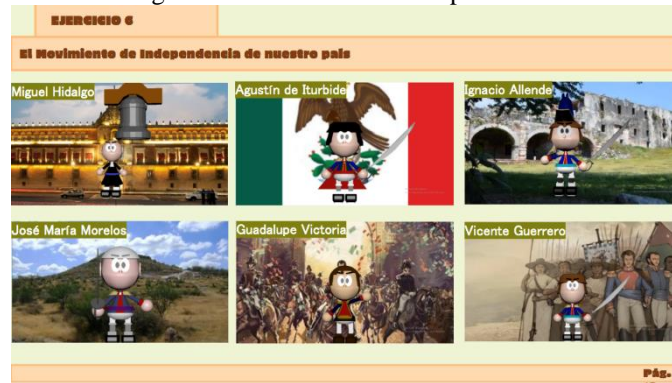 EJERCICIO 6
El Movimiento de Independencia de nuestro país
Miguel Hidalgo
Agustín de Iturbide
Ignacio Allende
José María Morelos
Guadalupe Victoria
Vicente Guerrero
Pág.